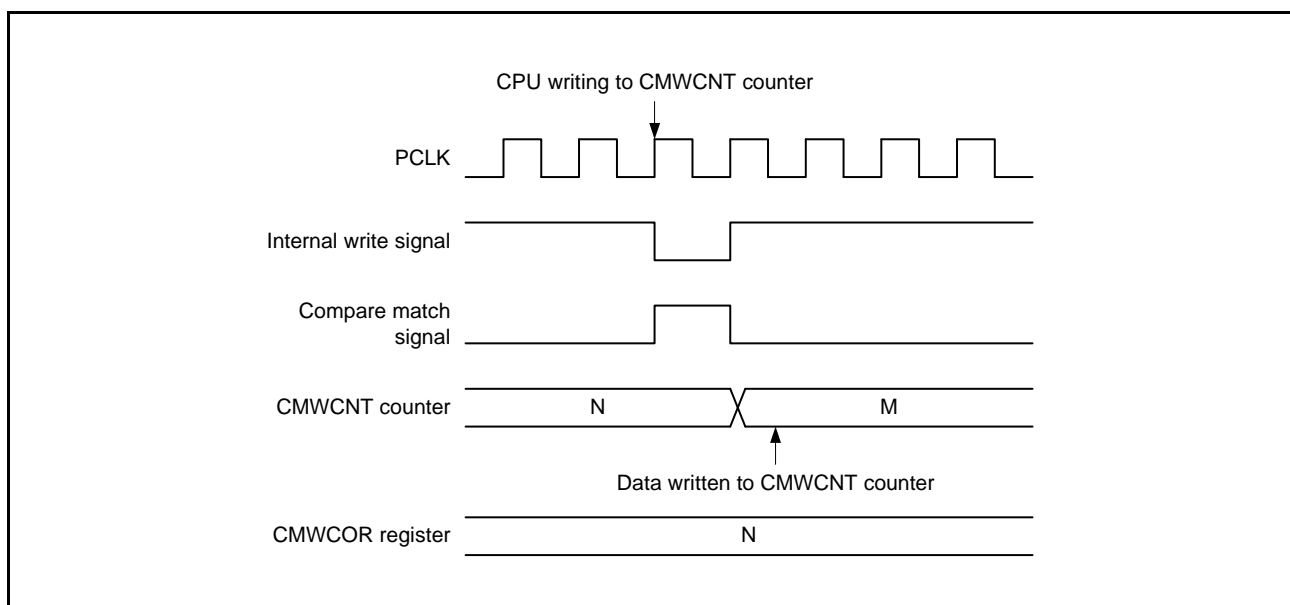 CPU writing to CMWCNT counter
PCLK
Internal write signal
Compare match
signal
CMWCNT counter
N
M
Data written to CMWCNT counter
CMWCOR register
N